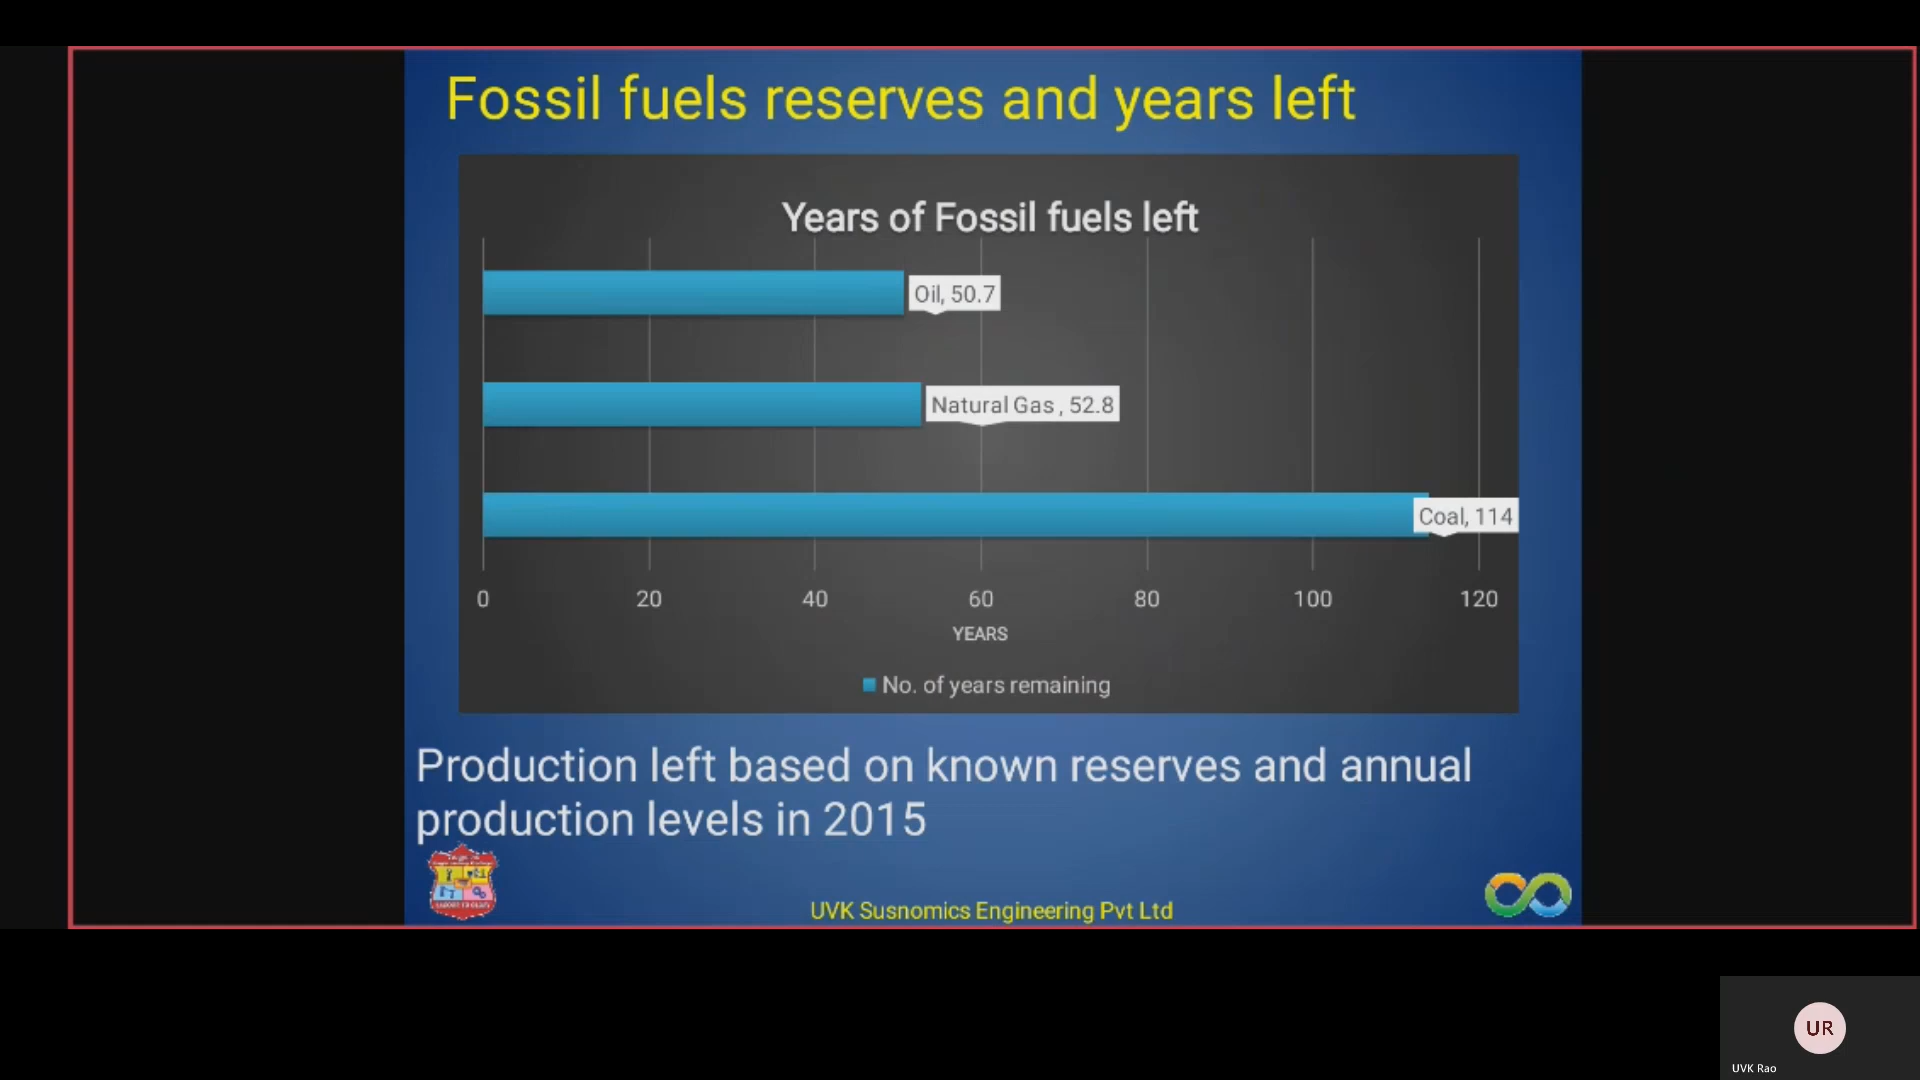 Fossil fuels reserves and years left
Years of Fossil fuels left
Oil, 50.7
Natural Gas , 52.8
Coal, 114
0 20 40 60 80 100 120
YEARS
No. of years remaining
Production left based on known reserves and annual
production levels in 2015
UVK Susnomics Engineering Pvt Ltd
UR
UVK Rao